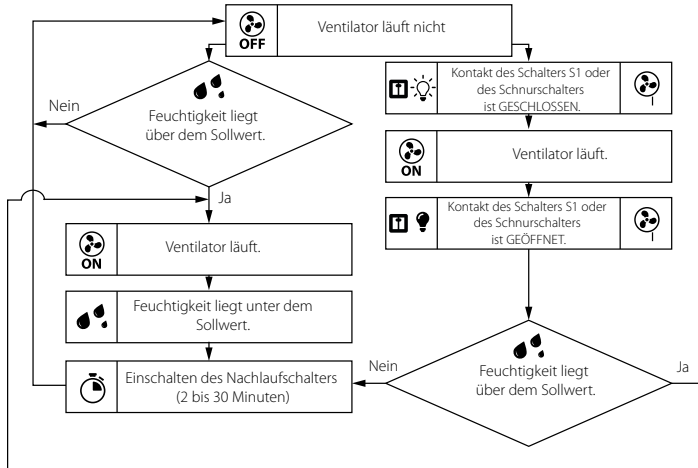 OFF
Ventilator läuft nicht
Nein
Feuchtigkeit liegt
über dem Sollwert.
Ja
ON
Ventilator läuft.
Feuchtigkeit liegt unter dem
Sollwert.
Einschalten des Nachlaufschalters
(2 bis 30 Minuten)
Kontakt des Schalters S1 oder
des Schnurschalters
ist GESCHLOSSEN.
ON
Ventilator läuft.
Kontakt des Schalters S1 oder
des Schnurschalters
ist GEÖFFNET.
Nein
Feuchtigkeit liegt
über dem Sollwert.
Ja